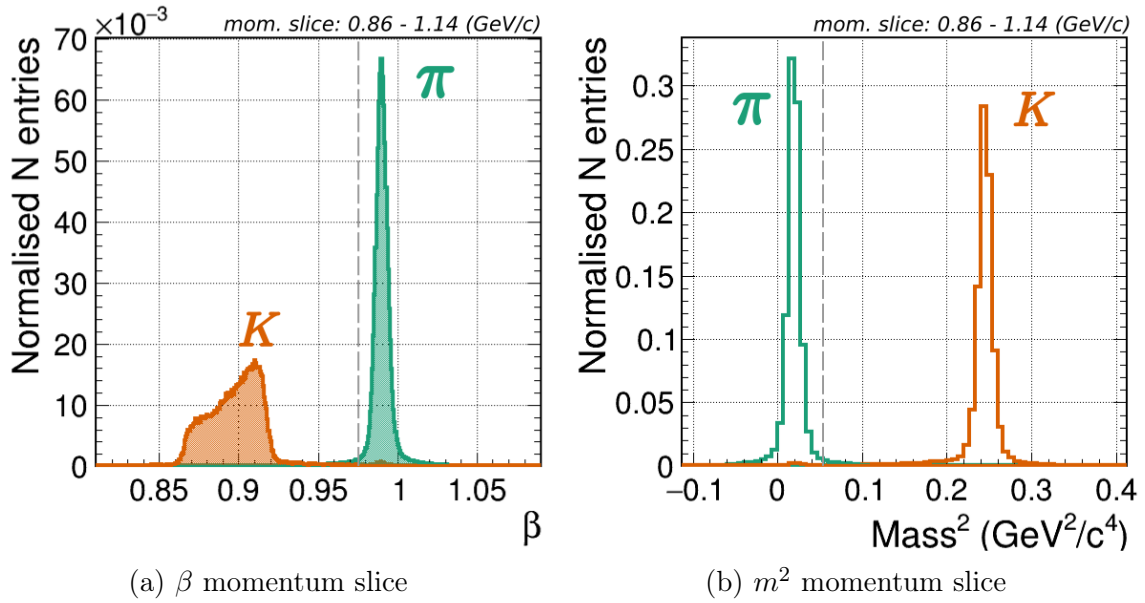 mom. slice: 0.86 - 1.14 (GeV/c)
×10⁻³
Normalised N entries
70
60
50
40
30
20
10
0
0.85 0.9 0.95 1 1.05
β
K
π
(a) β momentum slice
mom. slice: 0.86 - 1.14 (GeV/c)
Normalised N entries
0.3
0.25
0.2
0.15
0.1
0.05
0
−0.1 0 0.1 0.2 0.3 0.4
Mass² (GeV²/c⁴)
π
K
(b) m² momentum slice